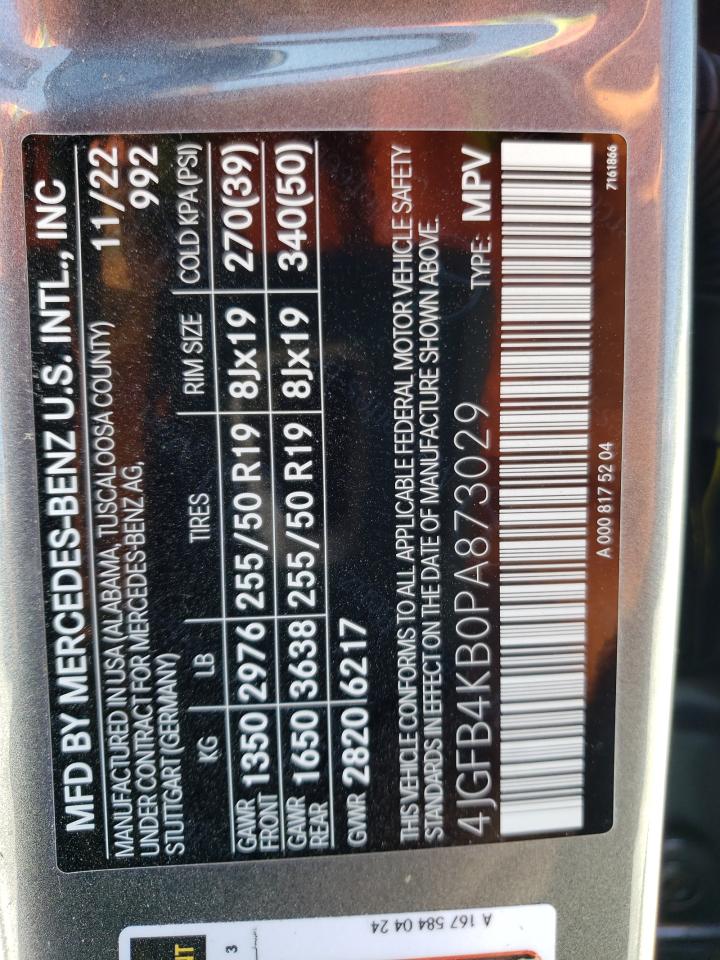 MFD BY MERCEDES-BENZ U.S. INTL., INC
MANUFACTURED IN USA (ALABAMA, TUSCALOOSA COUNTY) 11/22
UNDER CONTRACT FOR MERCEDES-BENZ AG, 992
STUTTGART (GERMANY)
KG LB TIRES RIM SIZE COLD KPA(PSI)
GAWR FRONT 1350 2976 255/50 R19 8Jx19 270(39)
GAWR REAR 1650 3638 255/50 R19 8Jx19 340(50)
GWR 2820 6217
THIS VEHICLE CONFORMS TO ALL APPLICABLE FEDERAL MOTOR VEHICLE SAFETY
STANDARDS IN EFFECT ON THE DATE OF MANUFACTURE SHOWN ABOVE.
4JGFB4KB0PA873029 TYPE: MPV
A 000 817 52 04 7161866
A 167 584 04 24
3